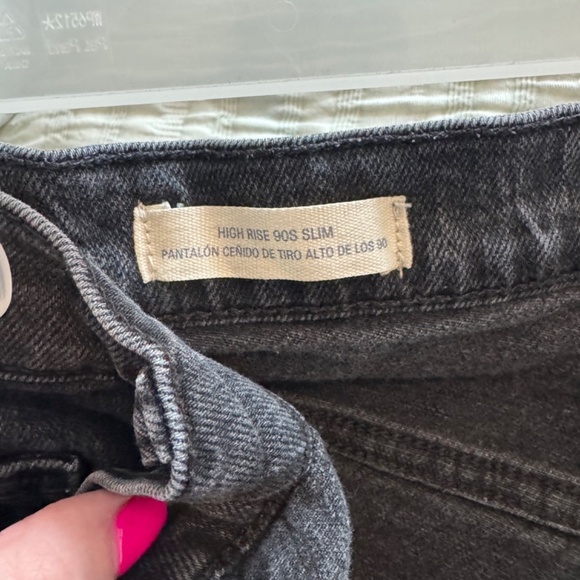 HIGH RISE 90S SLIM
PANTALÓN CEÑIDO DE TIRO ALTO DE LOS 90